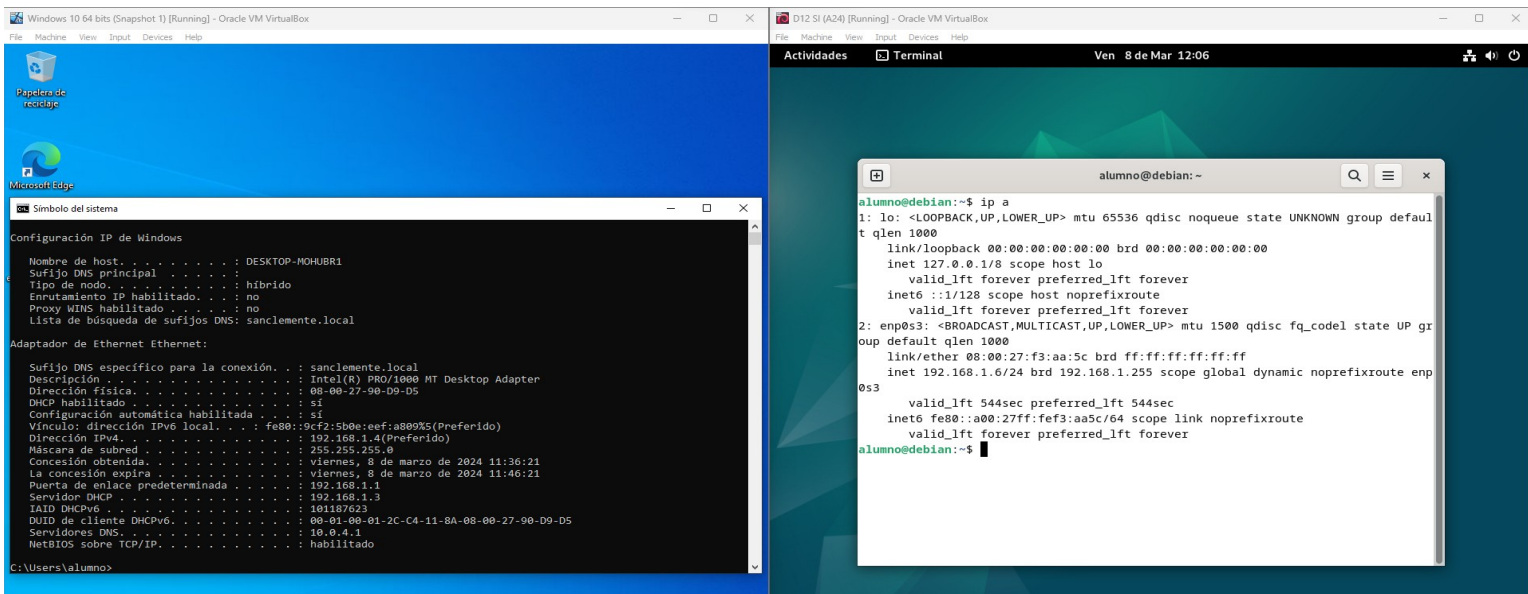 Windows 10 64 bits (Snapshot 1) [Running] - Oracle VM VirtualBox
File Machine View Input Devices Help
Papelera de
reciclaje
Microsoft Edge
Símbolo del sistema
Configuración IP de Windows
Nombre de host. . . . . . . . . : DESKTOP-MOHUBR1
Sufijo DNS principal . . . . . :
Tipo de nodo. . . . . . . . . . : híbrido
Enrutamiento IP habilitado. . . : no
Proxy WINS habilitado . . . . . : no
Lista de búsqueda de sufijos DNS: sanclemente.local
Adaptador de Ethernet Ethernet:
Sufijo DNS específico para la conexión. . : sanclemente.local
Descripción . . . . . . . . . . . . . . . : Intel(R) PRO/1000 MT Desktop Adapter
Dirección física. . . . . . . . . . . . . : 08-00-27-90-D9-D5
DHCP habilitado . . . . . . . . . . . . . : sí
Configuración automática habilitada . . . : sí
Vínculo: dirección IPv6 local. . . : fe80::9cf2:5b0e:eef:a809%5(Preferido)
Dirección IPv4. . . . . . . . . . . . . . : 192.168.1.4(Preferido)
Máscara de subred . . . . . . . . . . . . : 255.255.255.0
Concesión obtenida. . . . . . . . . . . . : viernes, 8 de marzo de 2024 11:36:21
La concesión expira . . . . . . . . . . . : viernes, 8 de marzo de 2024 11:46:21
Puerta de enlace predeterminada . . . . . : 192.168.1.1
Servidor DHCP . . . . . . . . . . . . . . : 192.168.1.3
IAID DHCPv6 . . . . . . . . . . . . . . . : 101187623
DUID de cliente DHCPv6. . . . . . . . . . : 00-01-00-01-2C-C4-11-8A-08-00-27-90-D9-D5
Servidores DNS. . . . . . . . . . . . . . : 10.0.4.1
NetBIOS sobre TCP/IP. . . . . . . . . . . : habilitado
C:\Users\alumno>
D12 SI (A24) [Running] - Oracle VM VirtualBox
File Machine View Input Devices Help
Actividades Terminal Ven 8 de Mar 12:06
alumno@debian: ~
alumno@debian:~$ ip a
1: lo: <LOOPBACK,UP,LOWER_UP> mtu 65536 qdisc noqueue state UNKNOWN group defaul
t qlen 1000
link/loopback 00:00:00:00:00:00 brd 00:00:00:00:00:00
inet 127.0.0.1/8 scope host lo
valid_lft forever preferred_lft forever
inet6 ::1/128 scope host noprefixroute
valid_lft forever preferred_lft forever
2: enp0s3: <BROADCAST,MULTICAST,UP,LOWER_UP> mtu 1500 qdisc fq_codel state UP gr
oup default qlen 1000
link/ether 08:00:27:f3:aa:5c brd ff:ff:ff:ff:ff:ff
inet 192.168.1.6/24 brd 192.168.1.255 scope global dynamic noprefixroute enp
0s3
valid_lft 544sec preferred_lft 544sec
inet6 fe80::a00:27ff:fef3:aa5c/64 scope link noprefixroute
valid_lft forever preferred_lft forever
alumno@debian:~$